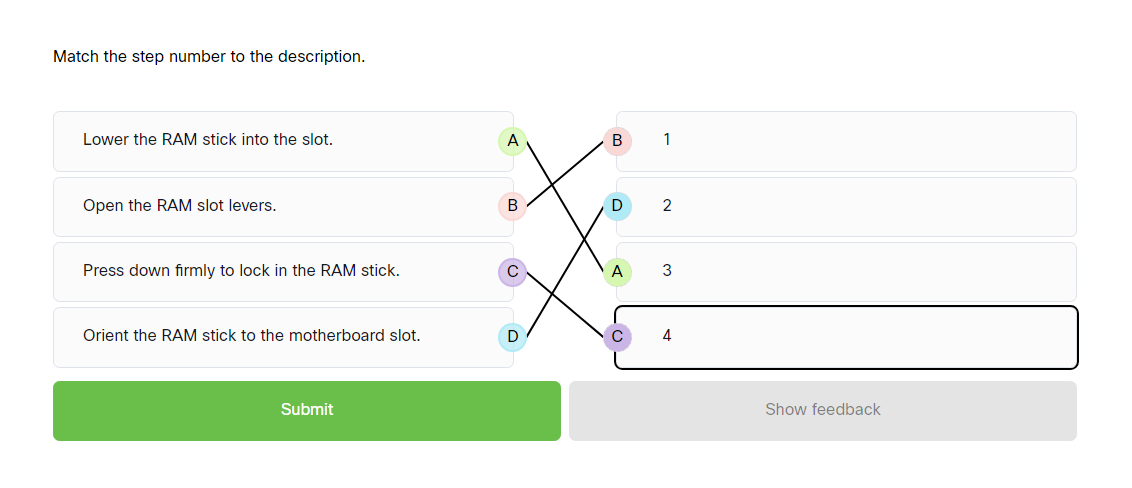 Match the step number to the description.
Lower the RAM stick into the slot. A B 1
Open the RAM slot levers. B D 2
Press down firmly to lock in the RAM stick. C A 3
Orient the RAM stick to the motherboard slot. D C 4
Submit Show feedback